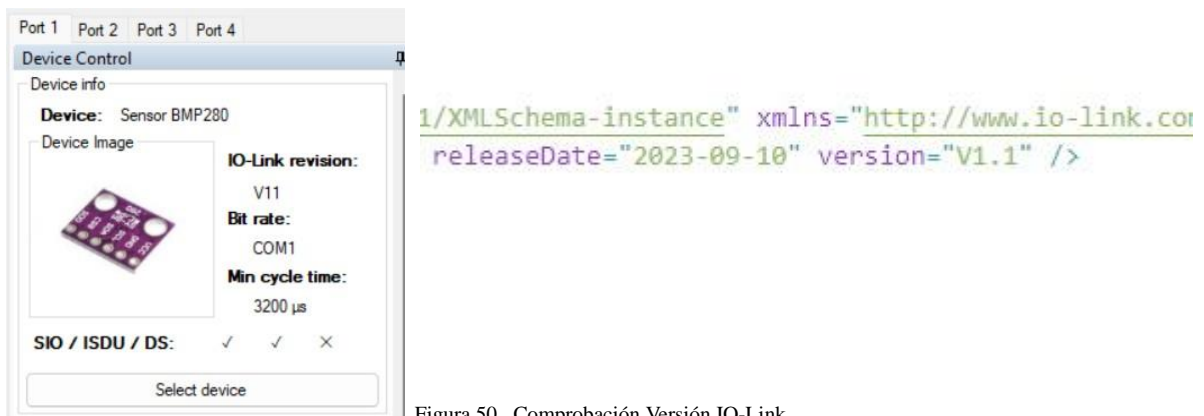 Port 1 Port 2 Port 3 Port 4
Device Control
Device info
Device: Sensor BMP280
Device Image
IO-Link revision:
V11
Bit rate:
COM1
Min cycle time:
3200 µs
SIO / ISDU / DS: ✓ ✓ ×
Select device
1/XMLSchema-instance" xmlns="http://www.io-link.com
releaseDate="2023-09-10" version="V1.1" />
Figura 50. Comprobación Versión IO-Link